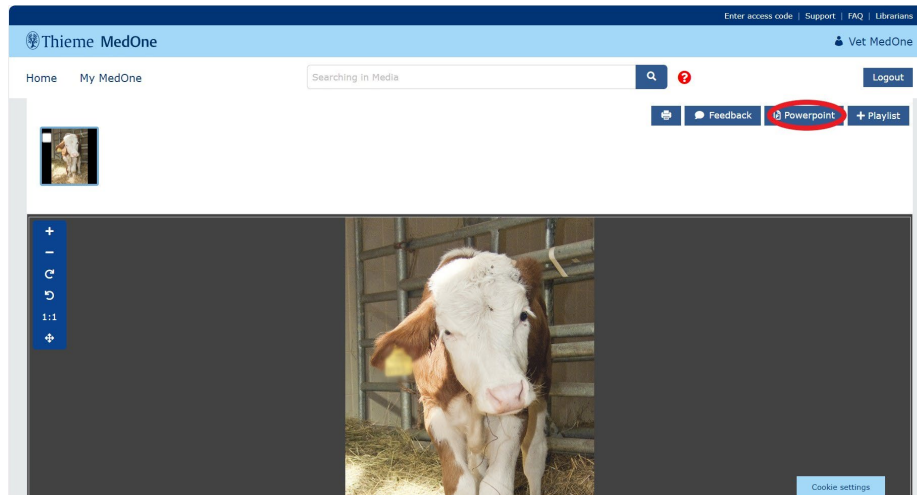 Enter access code | Support | FAQ | Librarians
Thieme MedOne
Vet MedOne
Home My MedOne
Searching in Media
?
Logout
Feedback
Powerpoint
+ Playlist
+
−
1:1
Cookie settings